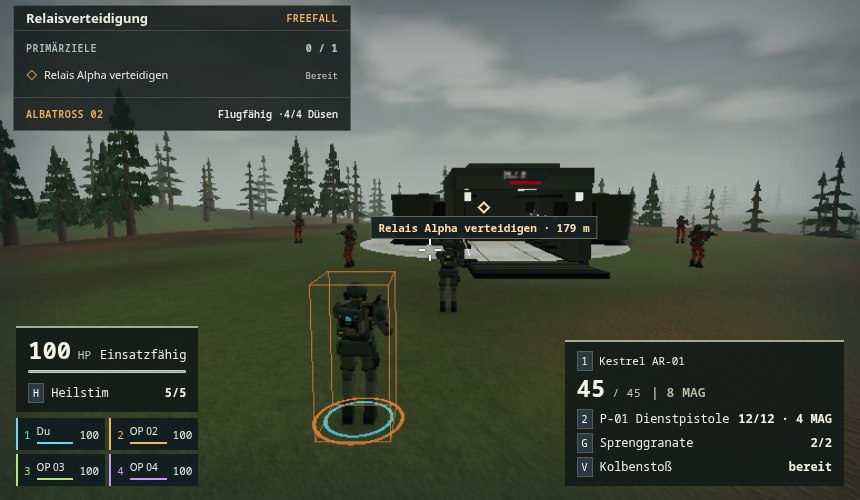 Relaisverteidigung FREEFALL
PRIMÄRZIELE 0 / 1
Relais Alpha verteidigen Bereit
ALBATROSS 02 Flugfähig ·4/4 Düsen
Relais Alpha verteidigen · 179 m
100 HP Einsatzfähig
H Heilstim 5/5
1 Du 100
2 OP 02 100
3 OP 03 100
4 OP 04 100
1 Kestrel AR-01
45 / 45 | 8 MAG
2 P-01 Dienstpistole 12/12 · 4 MAG
G Sprenggranate 2/2
V Kolbenstoß bereit